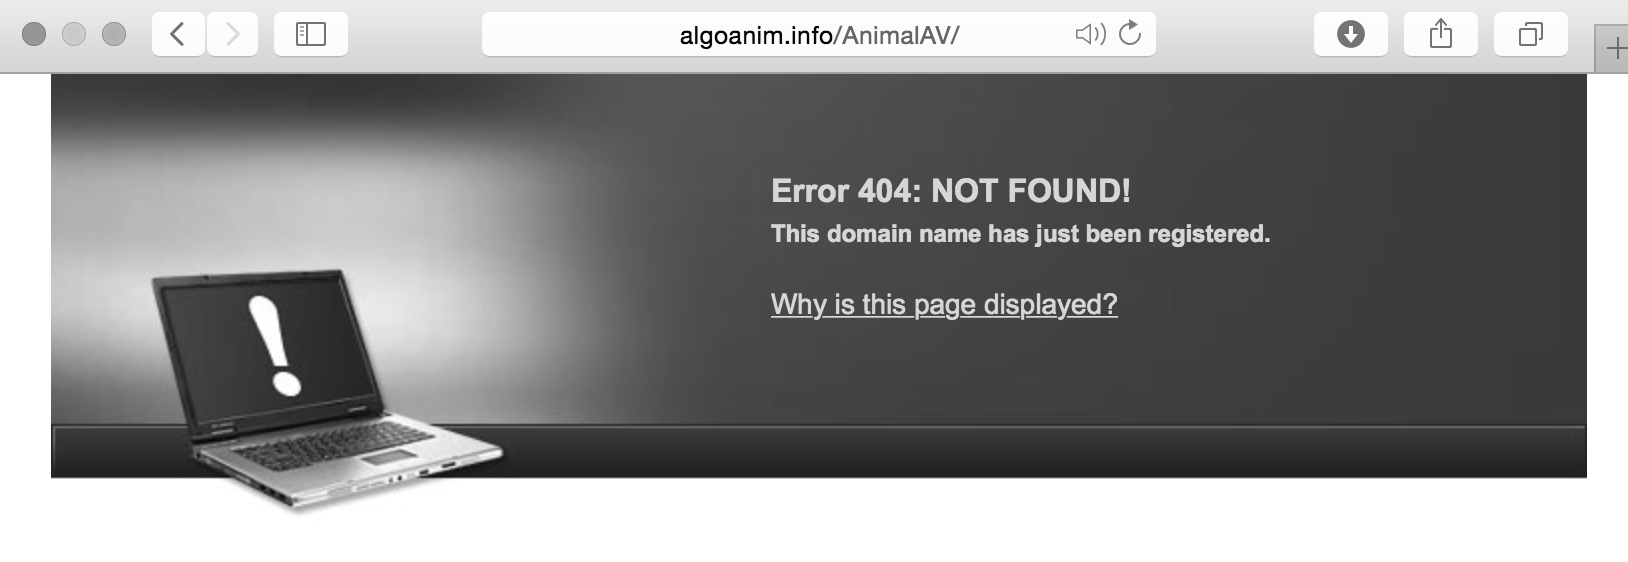 algoanim.info/AnimalAV/
Error 404: NOT FOUND!
This domain name has just been registered.
Why is this page displayed?